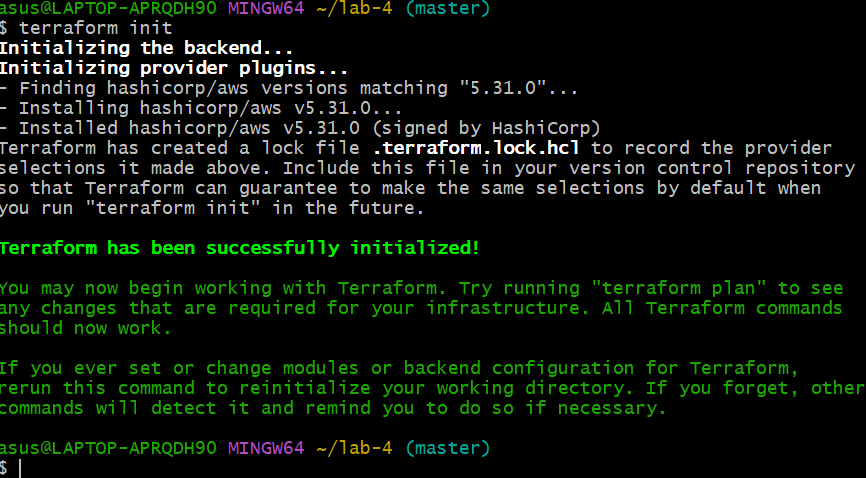 asus@LAPTOP-APRQDH90 MINGW64 ~/lab-4 (master)
$ terraform init
Initializing the backend...
Initializing provider plugins...
- Finding hashicorp/aws versions matching "5.31.0"...
- Installing hashicorp/aws v5.31.0...
- Installed hashicorp/aws v5.31.0 (signed by HashiCorp)
Terraform has created a lock file .terraform.lock.hcl to record the provider
selections it made above. Include this file in your version control repository
so that Terraform can guarantee to make the same selections by default when
you run "terraform init" in the future.
Terraform has been successfully initialized!
You may now begin working with Terraform. Try running "terraform plan" to see
any changes that are required for your infrastructure. All Terraform commands
should now work.
If you ever set or change modules or backend configuration for Terraform,
rerun this command to reinitialize your working directory. If you forget, other
commands will detect it and remind you to do so if necessary.
asus@LAPTOP-APRQDH90 MINGW64 ~/lab-4 (master)
$